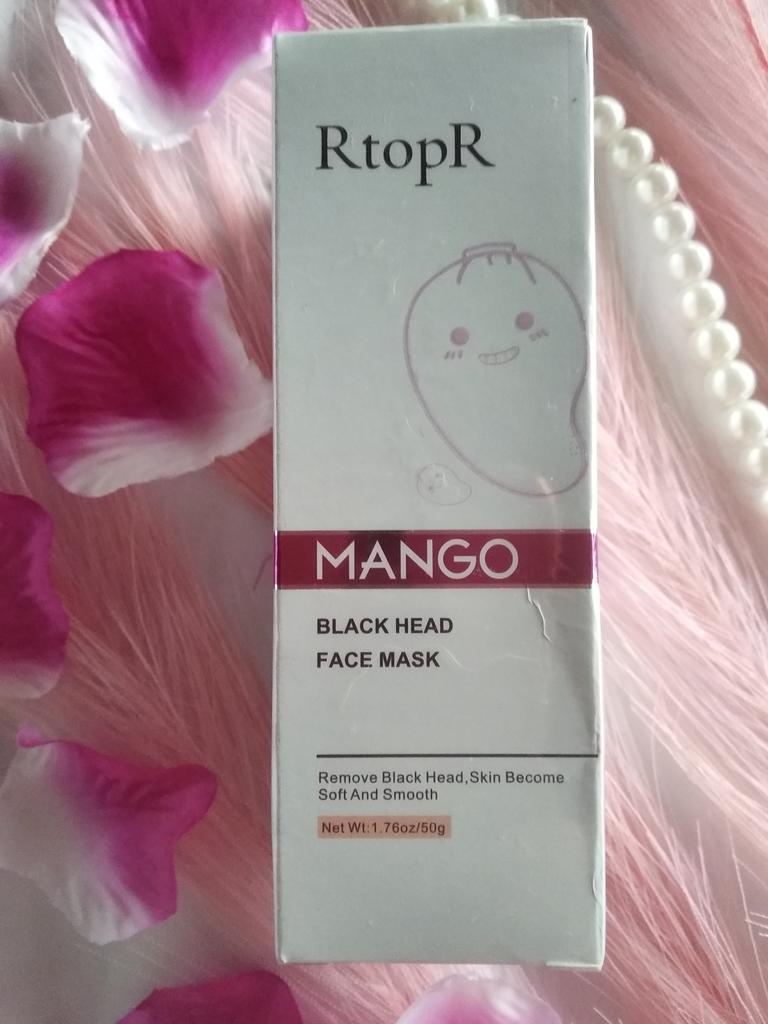 RtopR
MANGO
BLACK HEAD
FACE MASK
Remove Black Head,Skin Become
Soft And Smooth
Net Wt:1.76oz/50g